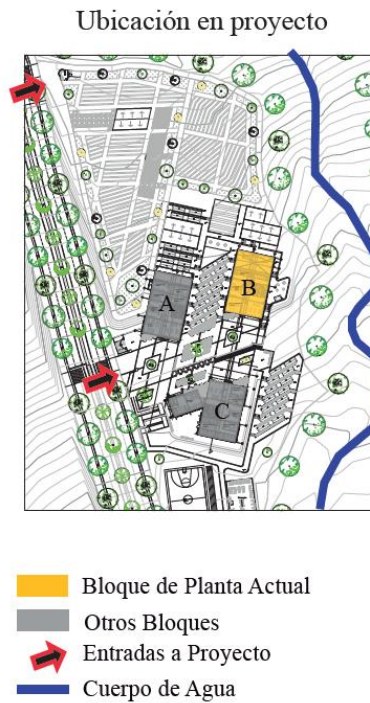 Ubicación en proyecto
A
B
C
Bloque de Planta Actual
Otros Bloques
Entradas a Proyecto
Cuerpo de Agua